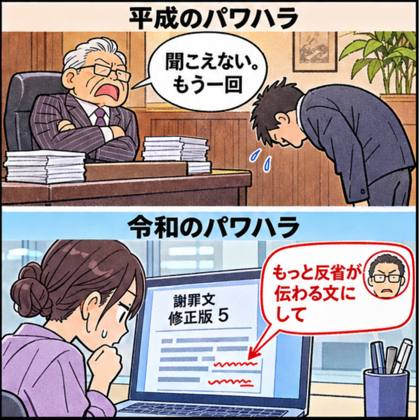 平成のパワハラ
聞こえない。
もう一回
令和のパワハラ
謝罪文
修正版 5
もっと反省が
伝わる文に
して